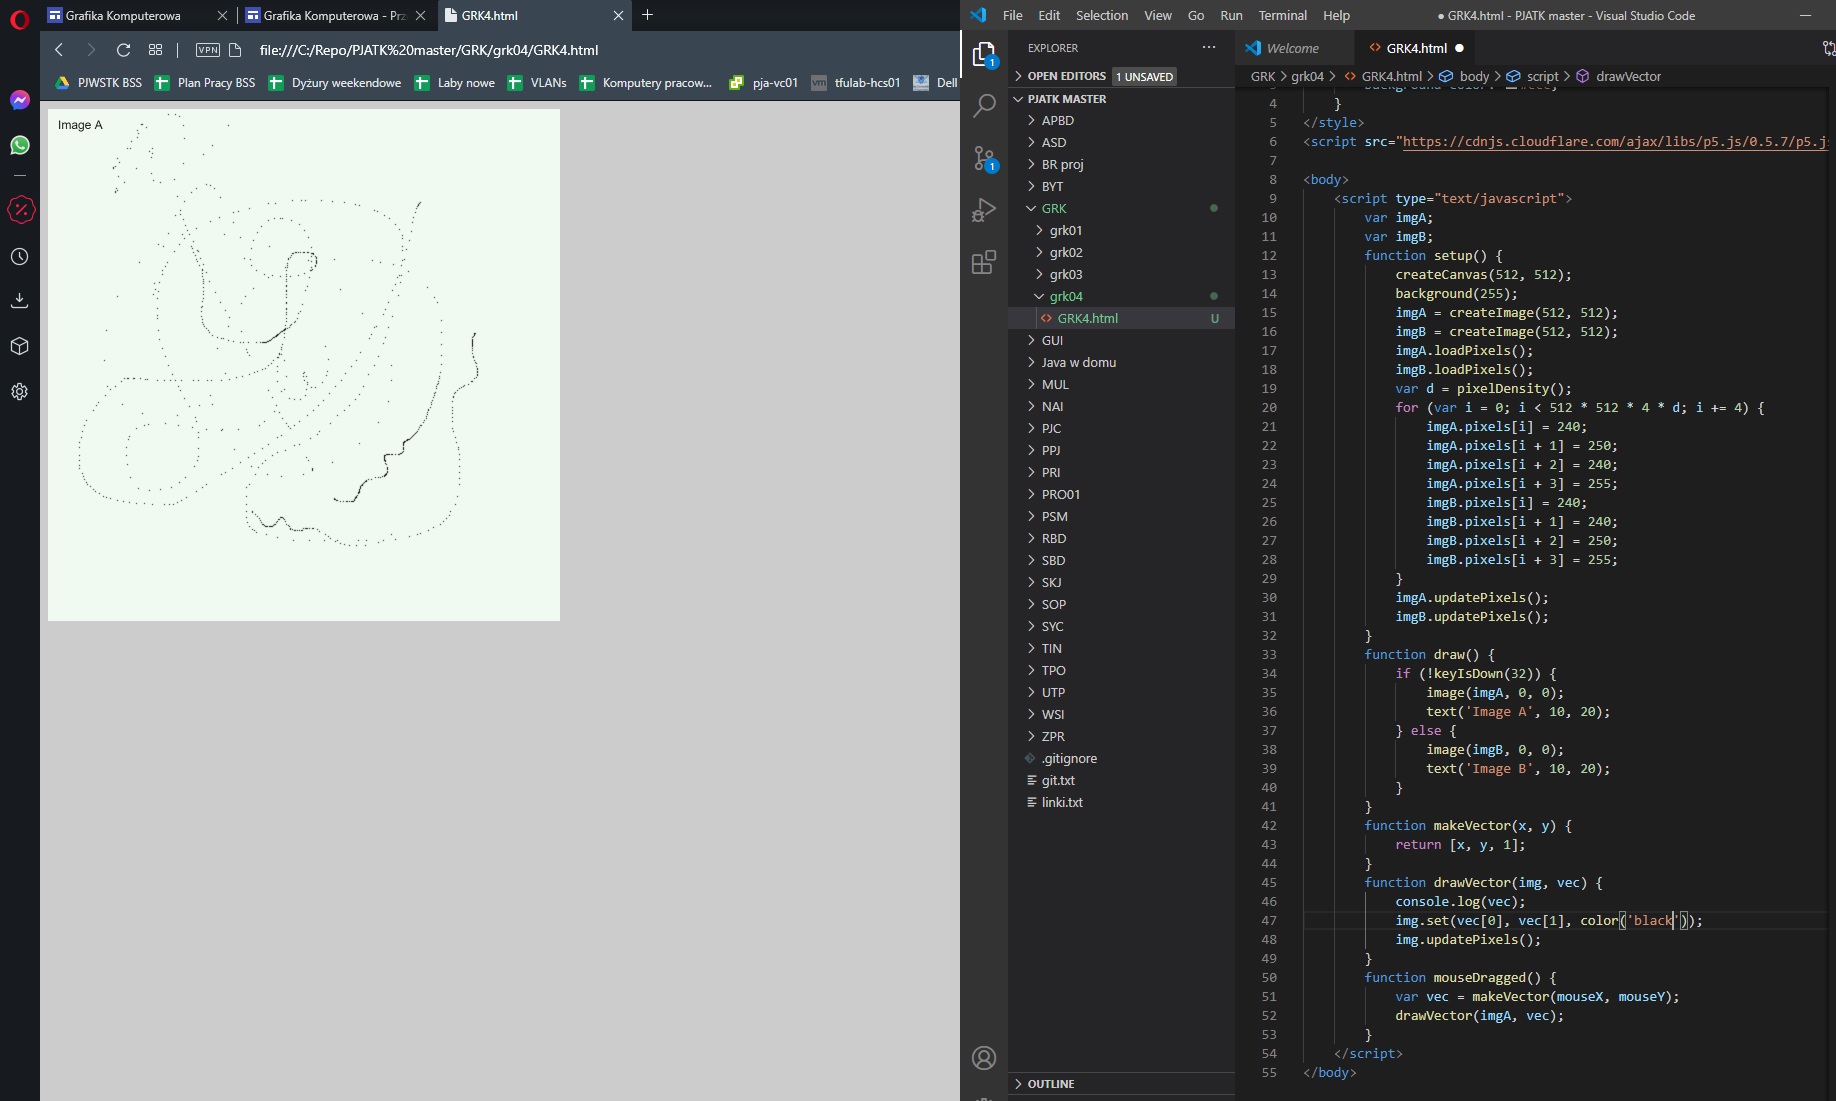 Grafika Komputerowa
Grafika Komputerowa - Prz
GRK4.html
VPN
file:///C:/Repo/PJATK%20master/GRK/grk04/GRK4.html
PJWSTK BSS
Plan Pracy BSS
Dyżury weekendowe
Laby nowe
VLANs
Komputery pracow...
pja-vc01
vm
tfulab-hcs01
Dell
Image A
File Edit Selection View Go Run Terminal Help
● GRK4.html - PJATK master - Visual Studio Code
1
1
EXPLORER
OPEN EDITORS 1 UNSAVED
PJATK MASTER
APBD
ASD
BR proj
BYT
GRK
grk01
grk02
grk03
grk04
GRK4.html U
GUI
Java w domu
MUL
NAI
PJC
PPJ
PRI
PRO01
PSM
RBD
SBD
SKJ
SOP
SYC
TIN
TPO
UTP
WSI
ZPR
.gitignore
git.txt
linki.txt
OUTLINE
Welcome
GRK4.html
GRK > grk04 > GRK4.html > body > script > drawVector
4 }
5 </style>
6 <script src="https://cdnjs.cloudflare.com/ajax/libs/p5.js/0.5.7/p5.j
7
8 <body>
9 <script type="text/javascript">
10 var imgA;
11 var imgB;
12 function setup() {
13 createCanvas(512, 512);
14 background(255);
15 imgA = createImage(512, 512);
16 imgB = createImage(512, 512);
17 imgA.loadPixels();
18 imgB.loadPixels();
19 var d = pixelDensity();
20 for (var i = 0; i < 512 * 512 * 4 * d; i += 4) {
21 imgA.pixels[i] = 240;
22 imgA.pixels[i + 1] = 250;
23 imgA.pixels[i + 2] = 240;
24 imgA.pixels[i + 3] = 255;
25 imgB.pixels[i] = 240;
26 imgB.pixels[i + 1] = 240;
27 imgB.pixels[i + 2] = 250;
28 imgB.pixels[i + 3] = 255;
29 }
30 imgA.updatePixels();
31 imgB.updatePixels();
32 }
33 function draw() {
34 if (!keyIsDown(32)) {
35 image(imgA, 0, 0);
36 text('Image A', 10, 20);
37 } else {
38 image(imgB, 0, 0);
39 text('Image B', 10, 20);
40 }
41 }
42 function makeVector(x, y) {
43 return [x, y, 1];
44 }
45 function drawVector(img, vec) {
46 console.log(vec);
47 img.set(vec[0], vec[1], color('black'));
48 img.updatePixels();
49 }
50 function mouseDragged() {
51 var vec = makeVector(mouseX, mouseY);
52 drawVector(imgA, vec);
53 }
54 </script>
55 </body>